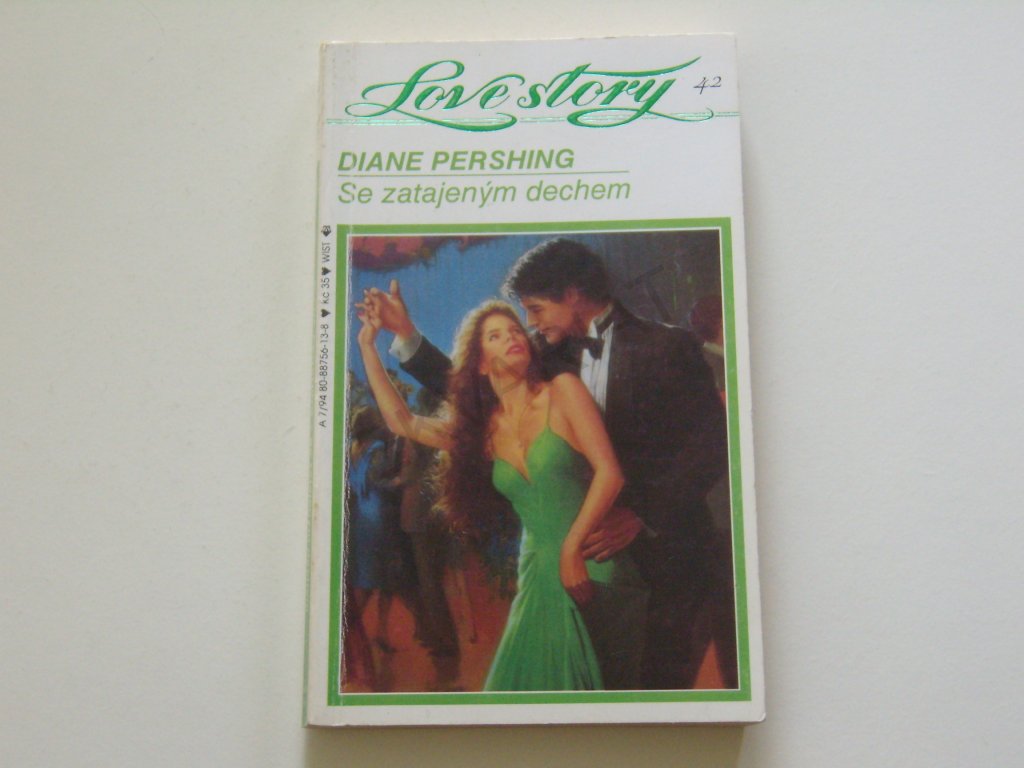 Love story 42
DIANE PERSHING
Se zatajeným dechem
A 7/94 80-88756-13-8 ♥ Kč 35 ♥ WIST